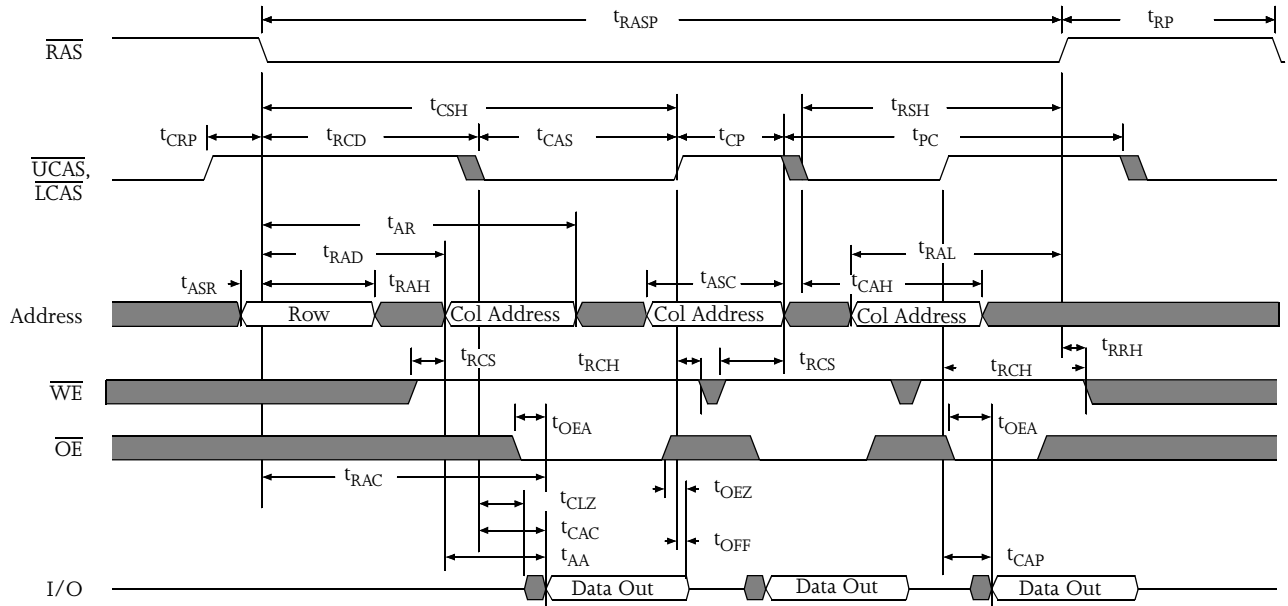 tRASP
tRP
RAS
tCSH
tRSH
tCRP
tRCD
tCAS
tCP
tPC
UCAS,
LCAS
tAR
tRAD
tRAL
tASR
tRAH
tASC
tCAH
Address
Row
Col Address
Col Address
Col Address
tRRH
tRCS
tRCH
tRCS
tRCH
WE
tOEA
tOEA
OE
tRAC
tCLZ
tOEZ
tCAC
tOFF
tAA
tCAP
I/O
Data Out
Data Out
Data Out